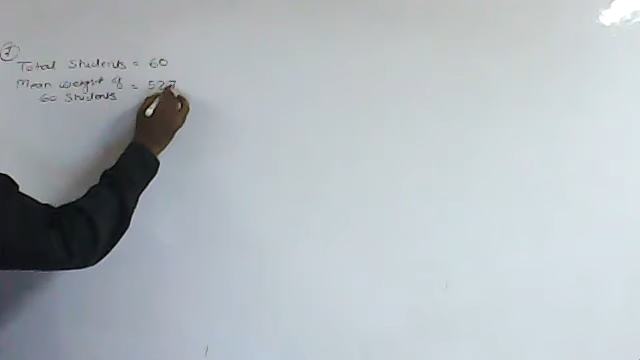 1
Total Students = 60
Mean weight of = 52
60 Students